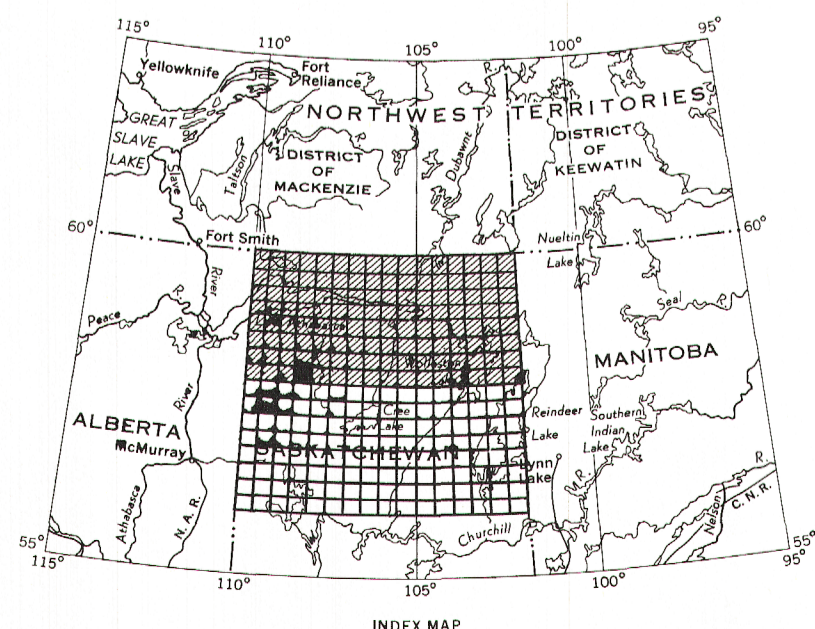 115°
110°
105°
100°
95°
Yellowknife
Fort
Reliance
R.
GREAT
SLAVE
LAKE
NORTHWEST TERRITORIES
DISTRICT
OF
MACKENZIE
DISTRICT
OF
KEEWATIN
Slave
Taltson
R.
Dubawnt
60°
60°
Fort Smith
Nueltin
Lake
River
Peace
R.
Seal
R.
Athabasca
Wollaston
MANITOBA
River
ALBERTA
McMurray
Cree
Lake
SASKATCHEWAN
Reindeer
Lake
Southern
Indian
Lake
Lynn
Lake
Athabasca
N.A.R.
Churchill
Nelson
R.
C.N.R.
55°
55°
115°
110°
105°
100°
95°
INDEX MAP